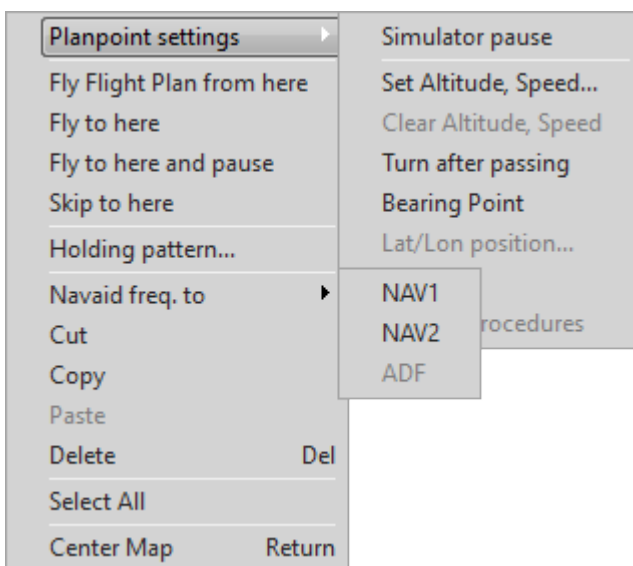 Planpoint settings
Fly Flight Plan from here
Fly to here
Fly to here and pause
Skip to here
Holding pattern...
Navaid freq. to
Cut
Copy
Paste
Delete Del
Select All
Center Map Return
Simulator pause
Set Altitude, Speed...
Clear Altitude, Speed
Turn after passing
Bearing Point
Lat/Lon position...
NAV1
NAV2
ADF